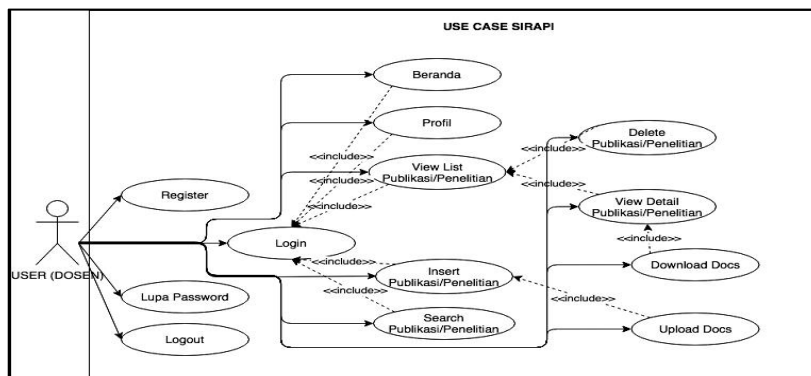 USE CASE SIRAPI
Beranda
Profil
<<include>>
<<include>>
View List
Publikasi/Penelitian
<<include>>
Delete
Publikasi/Penelitian
<<include>>
Register
<<include>>
View Detail
Publikasi/Penelitian
<<include>>
Login
USER (DOSEN)
<<include>>
Insert
Publikasi/Penelitian
Download Docs
Lupa Password
<<include>>
<<include>>
Search
Publikasi/Penelitian
Upload Docs
Logout